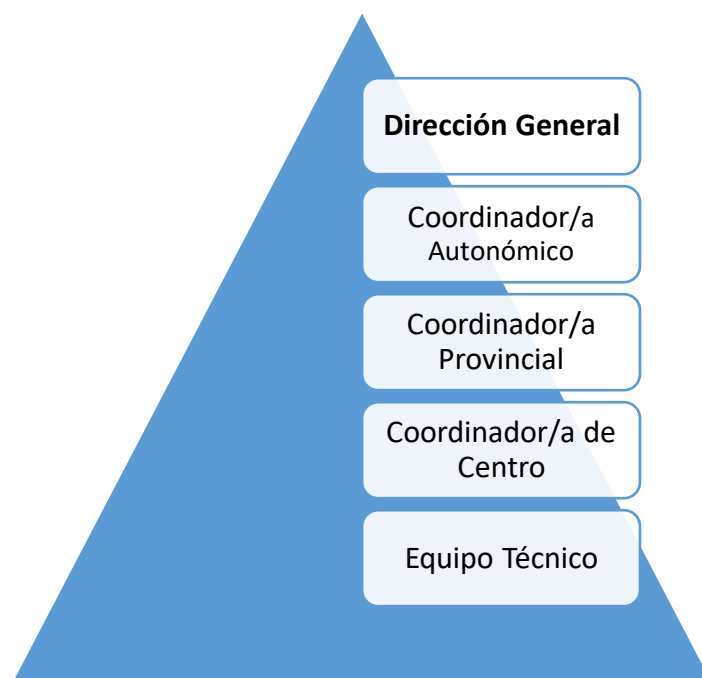 Dirección General
Coordinador/a
Autonómico
Coordinador/a
Provincial
Coordinador/a de
Centro
Equipo Técnico